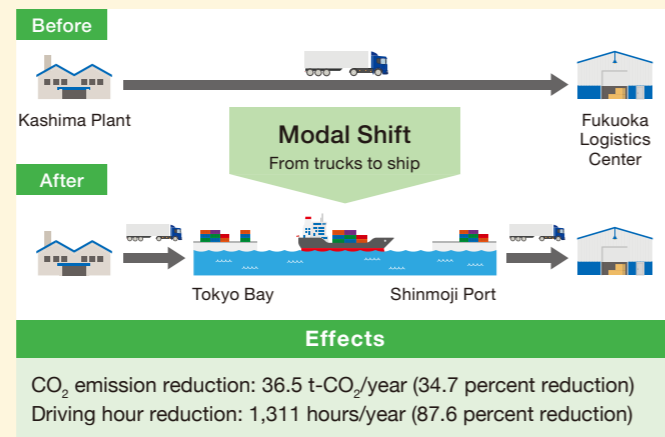 Before
Kashima Plant
Modal Shift
From trucks to ship
Fukuoka
Logistics
Center
After
Tokyo Bay
Shinmoji Port
Effects
CO₂ emission reduction: 36.5 t-CO₂/year (34.7 percent reduction)
Driving hour reduction: 1,311 hours/year (87.6 percent reduction)